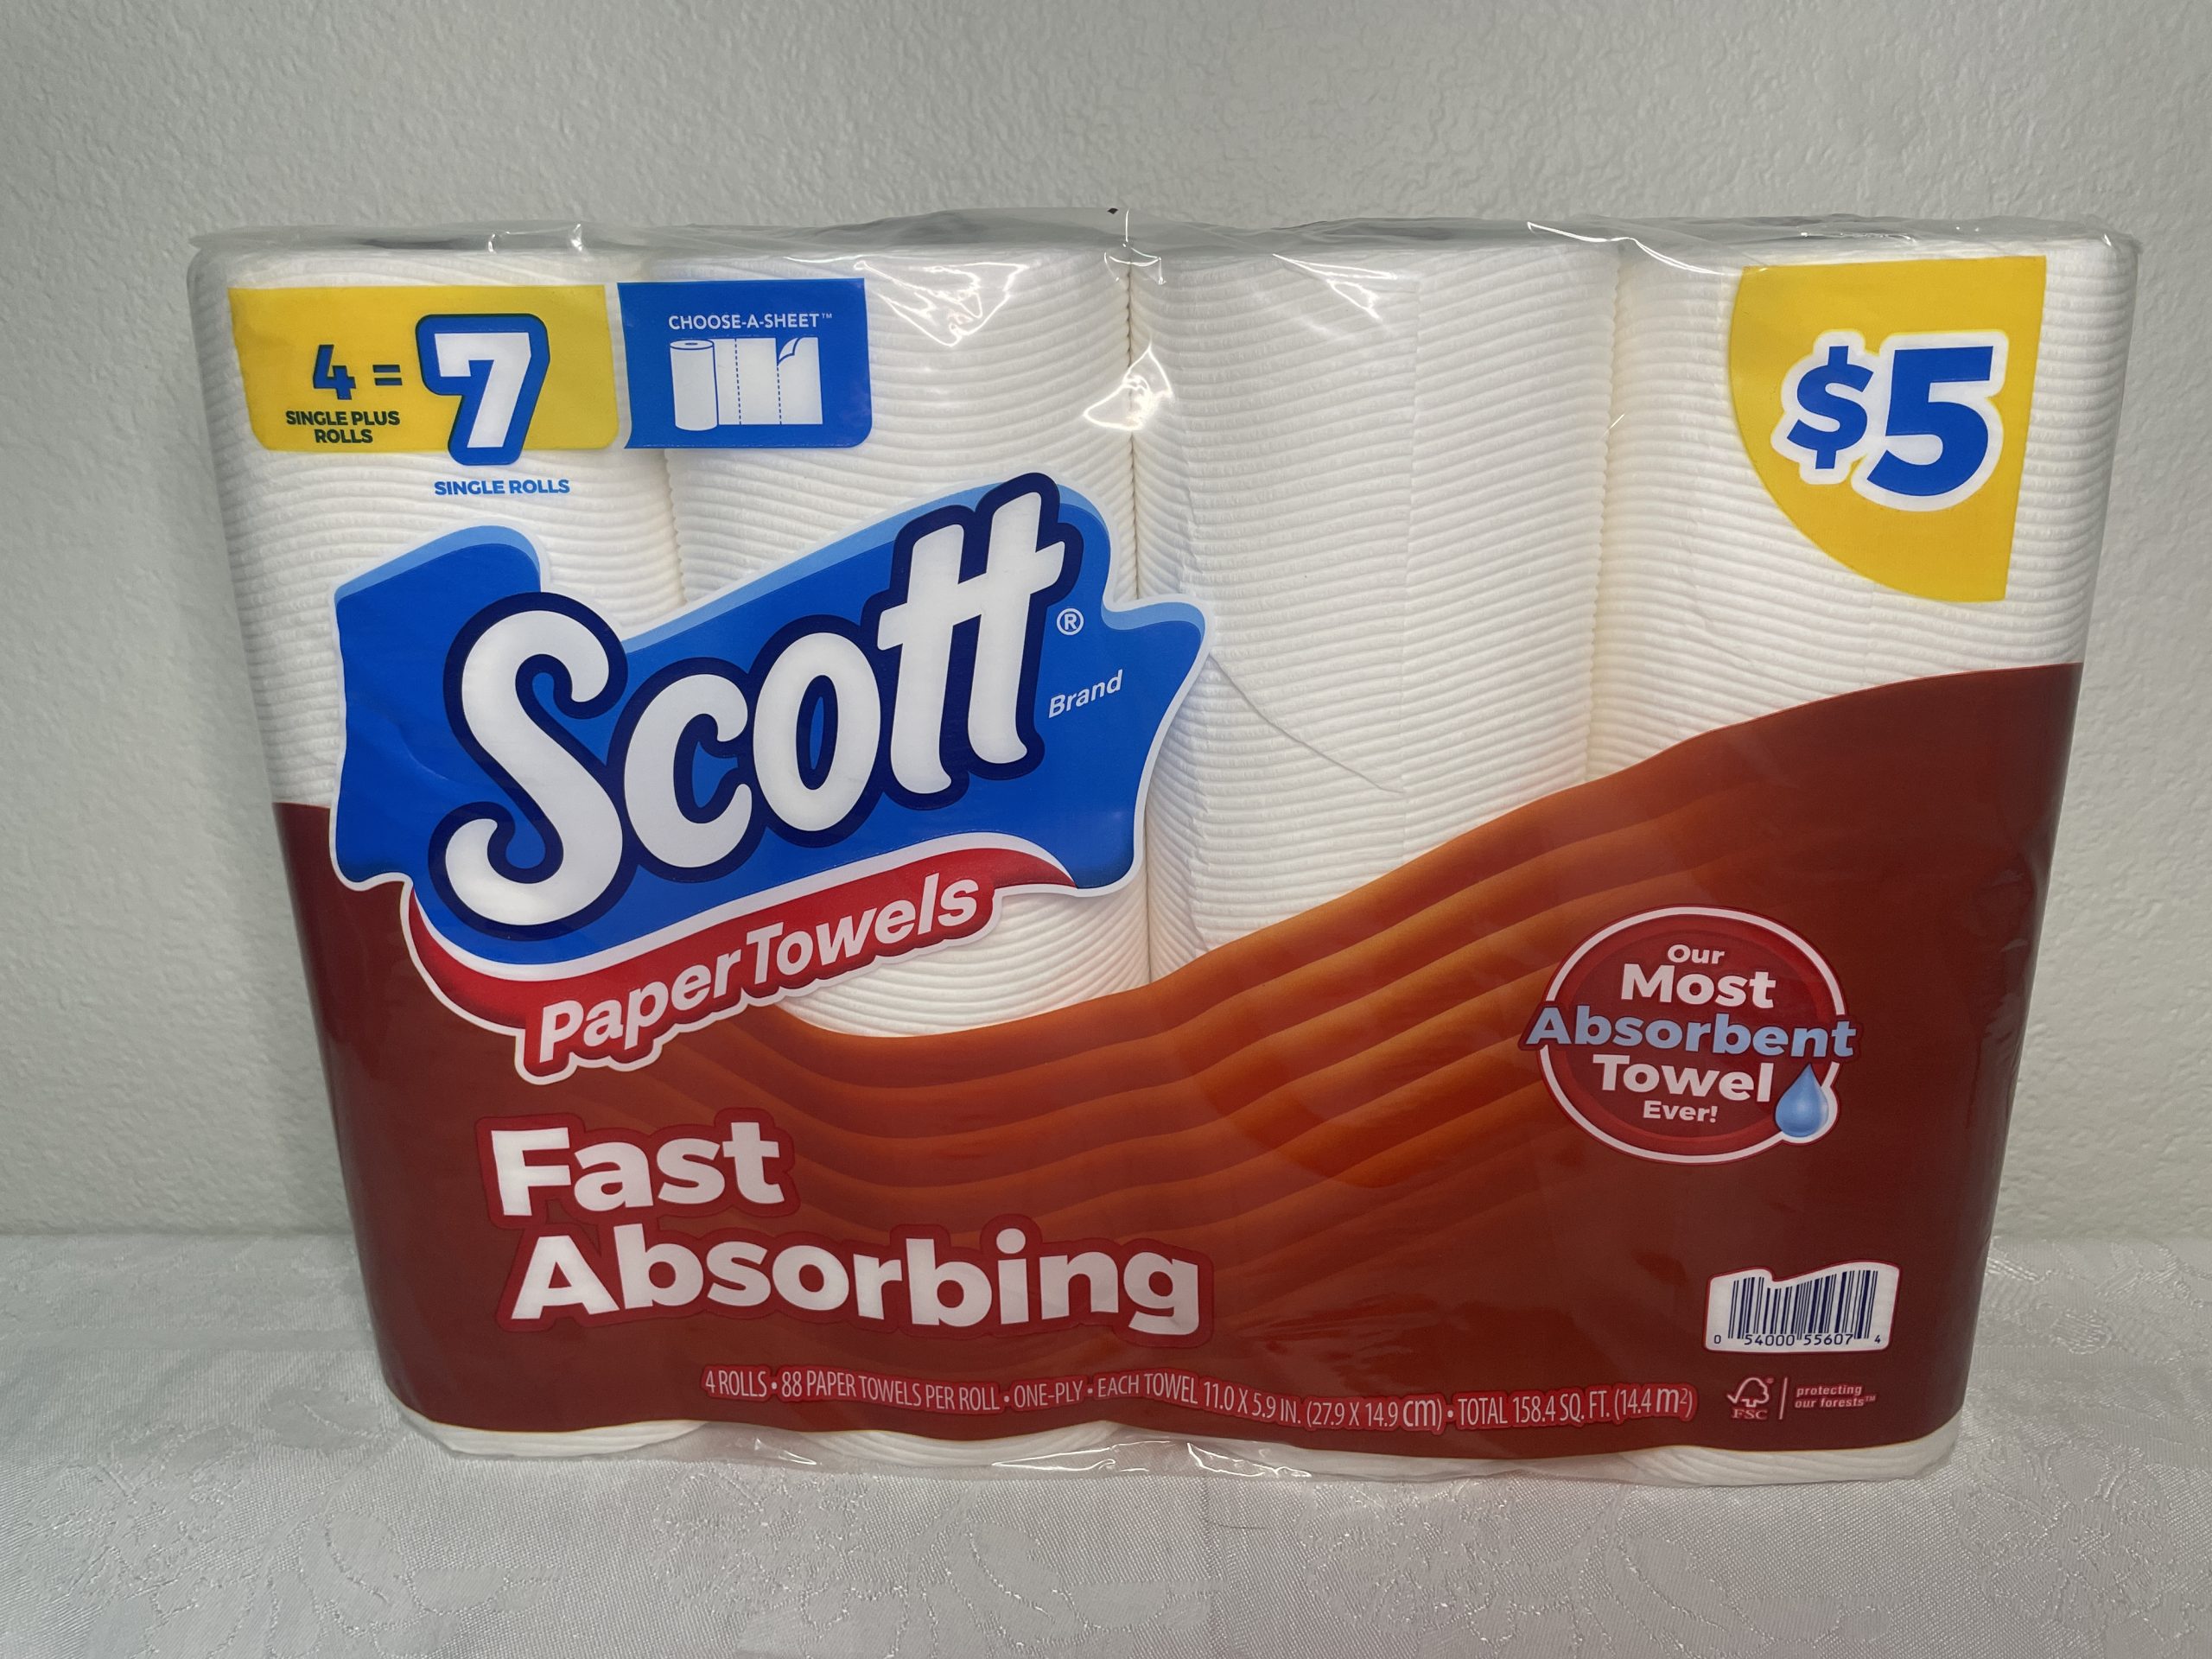 4 = 7
SINGLE PLUS
ROLLS
SINGLE ROLLS
CHOOSE-A-SHEET™
$5
Scott®
Brand
Paper Towels
Our
Most
Absorbent
Towel
Ever!
Fast
Absorbing
0 54000 55607 4
4 ROLLS • 88 PAPER TOWELS PER ROLL • ONE-PLY • EACH TOWEL 11.0 X 5.9 IN. (27.9 X 14.9 cm) • TOTAL 158.4 SQ. FT. (14.4 m²)
FSC®
protecting
our forests™